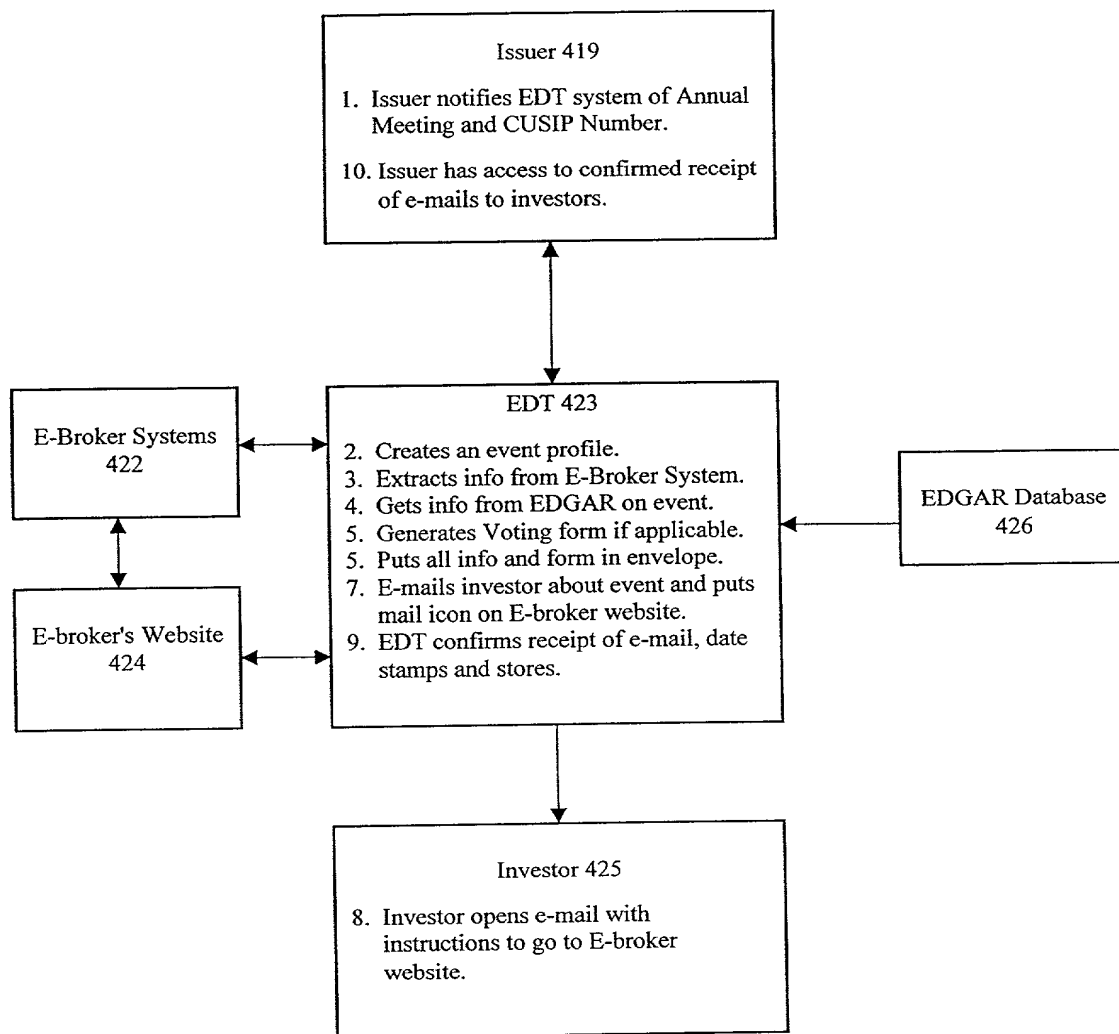 Issuer 419
1. Issuer notifies EDT system of Annual
Meeting and CUSIP Number.
10. Issuer has access to confirmed receipt
of e-mails to investors.
E-Broker Systems
422
E-broker's Website
424
EDT 423
2. Creates an event profile.
3. Extracts info from E-Broker System.
4. Gets info from EDGAR on event.
5. Generates Voting form if applicable.
5. Puts all info and form in envelope.
7. E-mails investor about event and puts
mail icon on E-broker website.
9. EDT confirms receipt of e-mail, date
stamps and stores.
EDGAR Database
426
Investor 425
8. Investor opens e-mail with
instructions to go to E-broker
website.